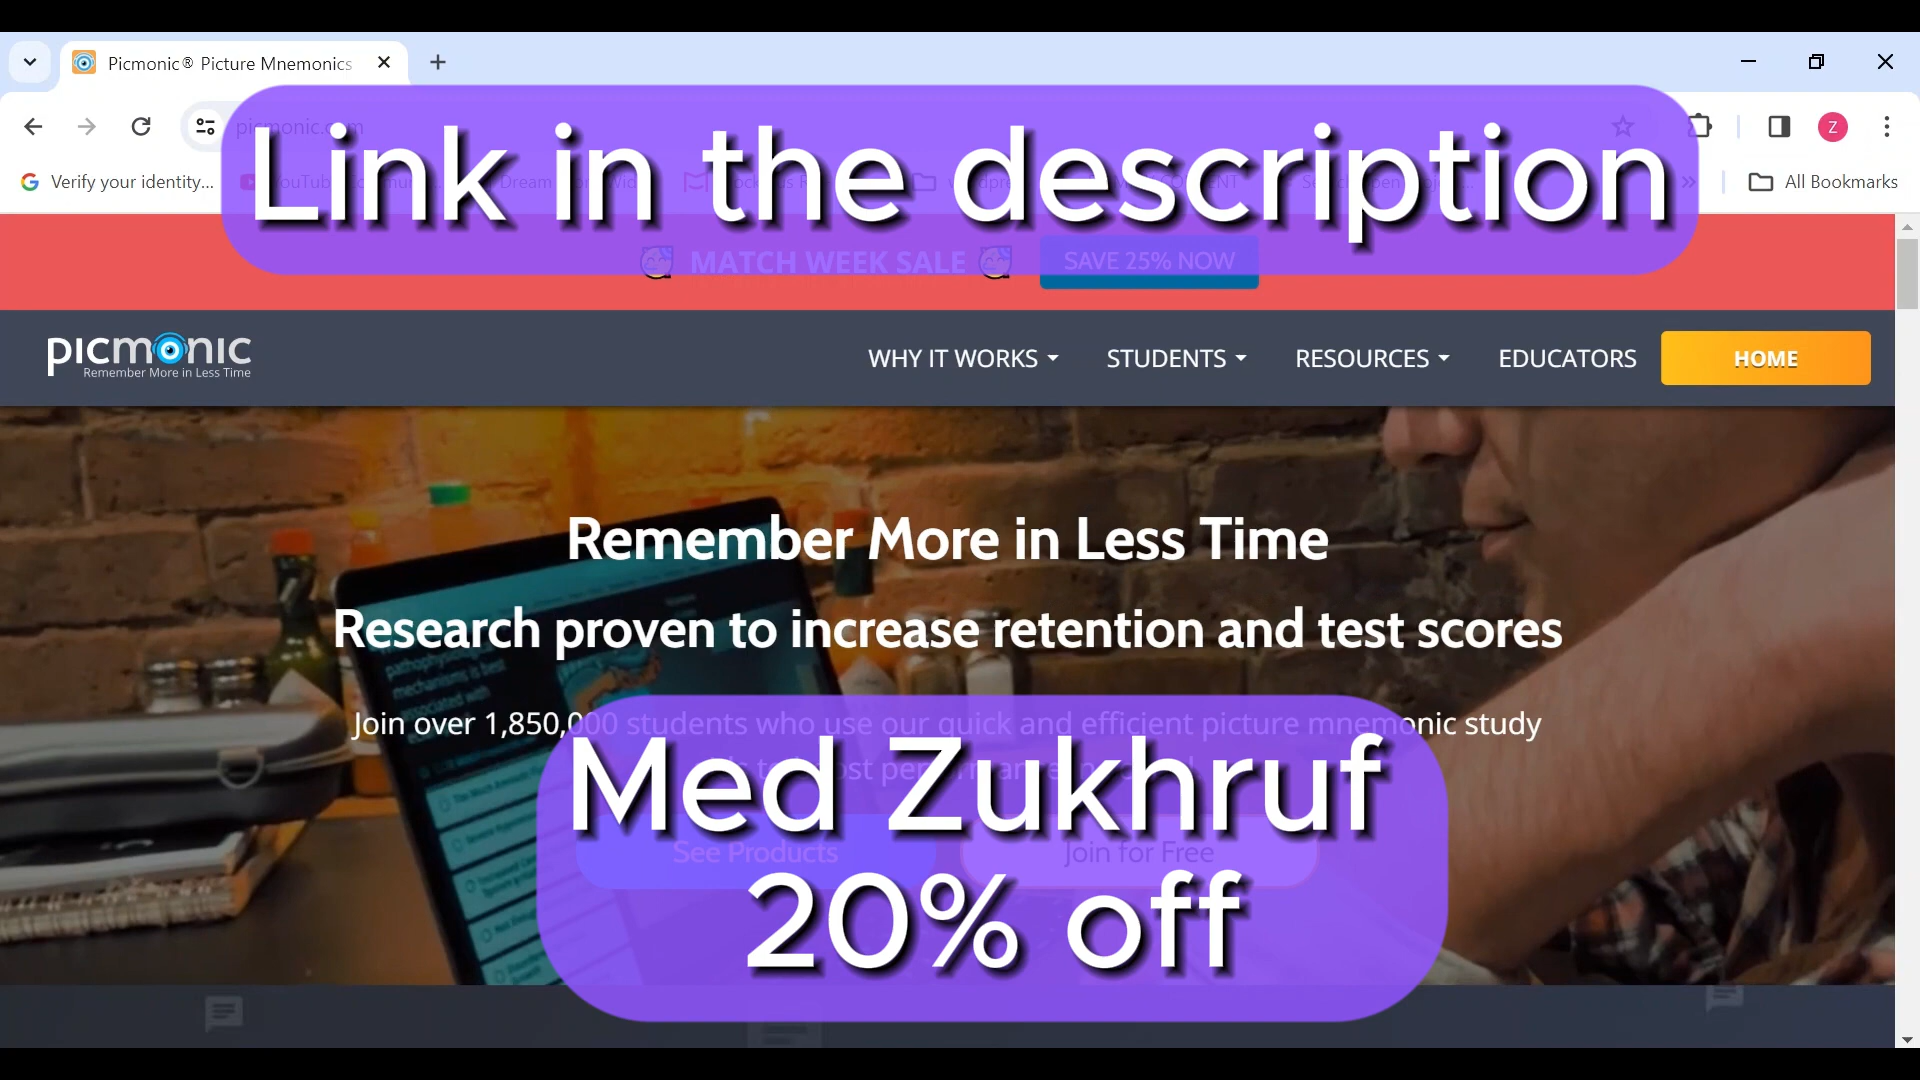 Picmonic® Picture Mnemonics
picmonic.com
Link in the description
Verify your identity...
All Bookmarks
MATCH WEEK SALE
SAVE 25% NOW
picmonic
Remember More in Less Time
WHY IT WORKS
STUDENTS
RESOURCES
EDUCATORS
HOME
Remember More in Less Time
Research proven to increase retention and test scores
Join over 1,850,000 students who use our quick and efficient picture mnemonic study
Med Zukhruf
See Products
Join for Free
20% off